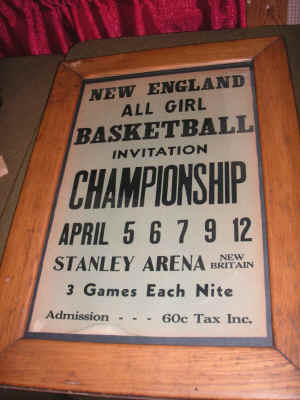 NEW ENGLAND
ALL GIRL
BASKETBALL
INVITATION
CHAMPIONSHIP
APRIL 5 6 7 9 12
STANLEY ARENA NEW BRITAIN
3 Games Each Nite
Admission - - - 60c Tax Inc.